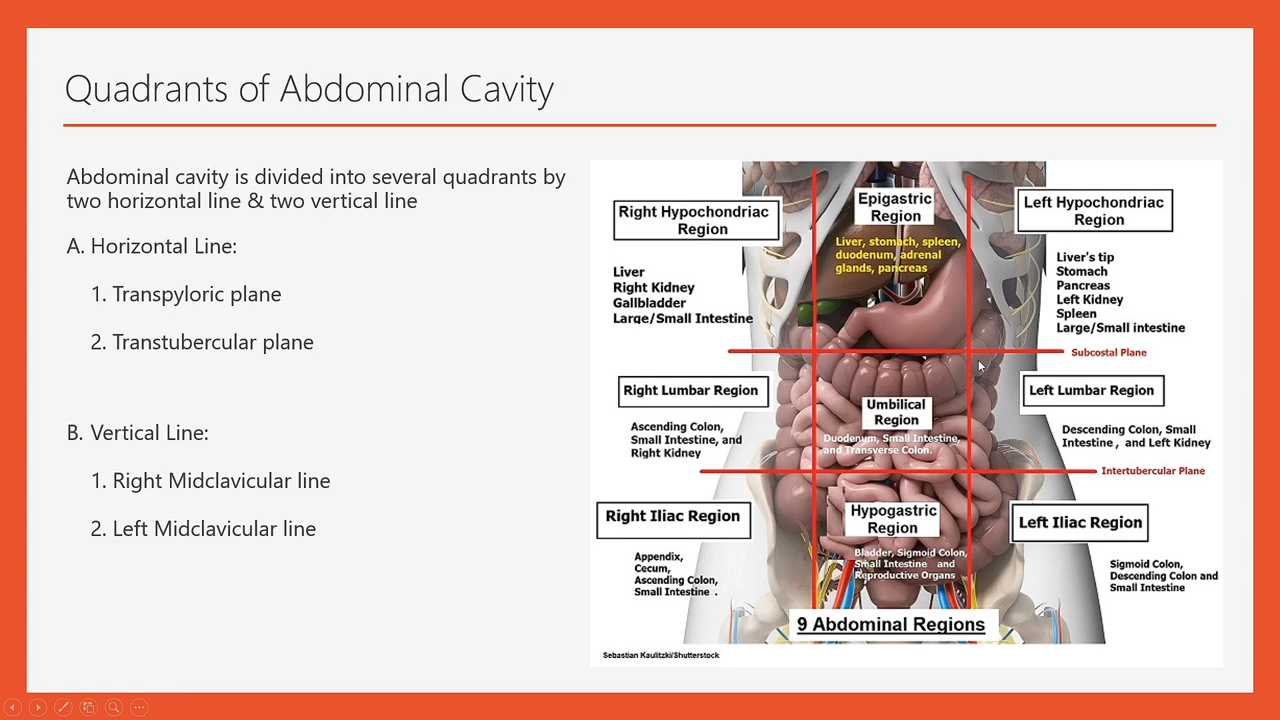 Quadrants of Abdominal Cavity
Abdominal cavity is divided into several quadrants by
two horizontal line & two vertical line
A. Horizontal Line:
1. Transpyloric plane
2. Transtubercular plane
B. Vertical Line:
1. Right Midclavicular line
2. Left Midclavicular line
Right Hypochondriac
Region
Liver
Right Kidney
Gallbladder
Large/Small Intestine
Epigastric
Region
Liver, stomach, spleen,
duodenum, adrenal
glands, pancreas
Left Hypochondriac
Region
Liver's tip
Stomach
Pancreas
Left Kidney
Spleen
Large/Small intestine
Subcostal Plane
Right Lumbar Region
Ascending Colon,
Small Intestine, and
Right Kidney
Umbilical
Region
Duodenum, Small Intestine,
and Transverse Colon.
Left Lumbar Region
Descending Colon, Small
Intestine , and Left Kidney
Intertubercular Plane
Right Iliac Region
Appendix,
Cecum,
Ascending Colon,
Small Intestine .
Hypogastric
Region
Bladder, Sigmoid Colon,
Small Intestine and
Reproductive Organs
Left Iliac Region
Sigmoid Colon,
Descending Colon and
Small Intestine
9 Abdominal Regions
Sebastian Kaulitzki/Shutterstock